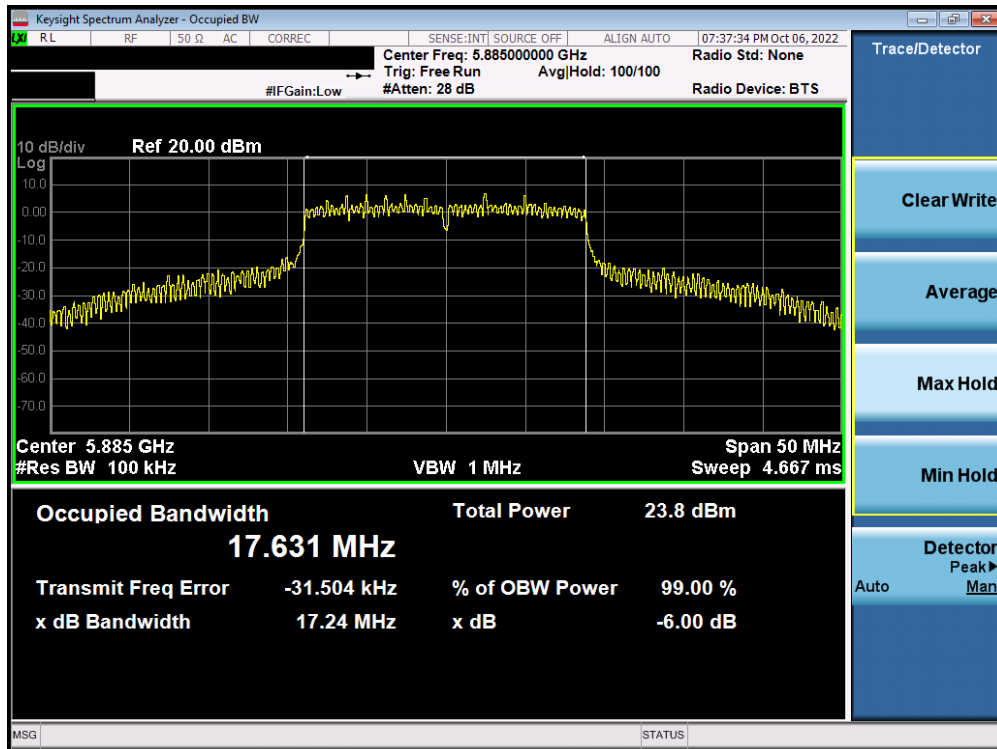 Keysight Spectrum Analyzer - Occupied BW
LXI RL RF 50 Ω AC CORREC SENSE:INT SOURCE OFF ALIGN AUTO 07:37:34 PM Oct 06, 2022
Center Freq: 5.885000000 GHz Radio Std: None
Trig: Free Run Avg|Hold: 100/100
#IFGain:Low #Atten: 28 dB Radio Device: BTS
10 dB/div Ref 20.00 dBm
Log
10.0
0.00
-10.0
-20.0
-30.0
-40.0
-50.0
-60.0
-70.0
Center 5.885 GHz Span 50 MHz
#Res BW 100 kHz VBW 1 MHz Sweep 4.667 ms
Occupied Bandwidth Total Power 23.8 dBm
17.631 MHz
Transmit Freq Error -31.504 kHz % of OBW Power 99.00 %
x dB Bandwidth 17.24 MHz x dB -6.00 dB
MSG STATUS
Trace/Detector
Clear Write
Average
Max Hold
Min Hold
Detector
Peak▶
Auto Man